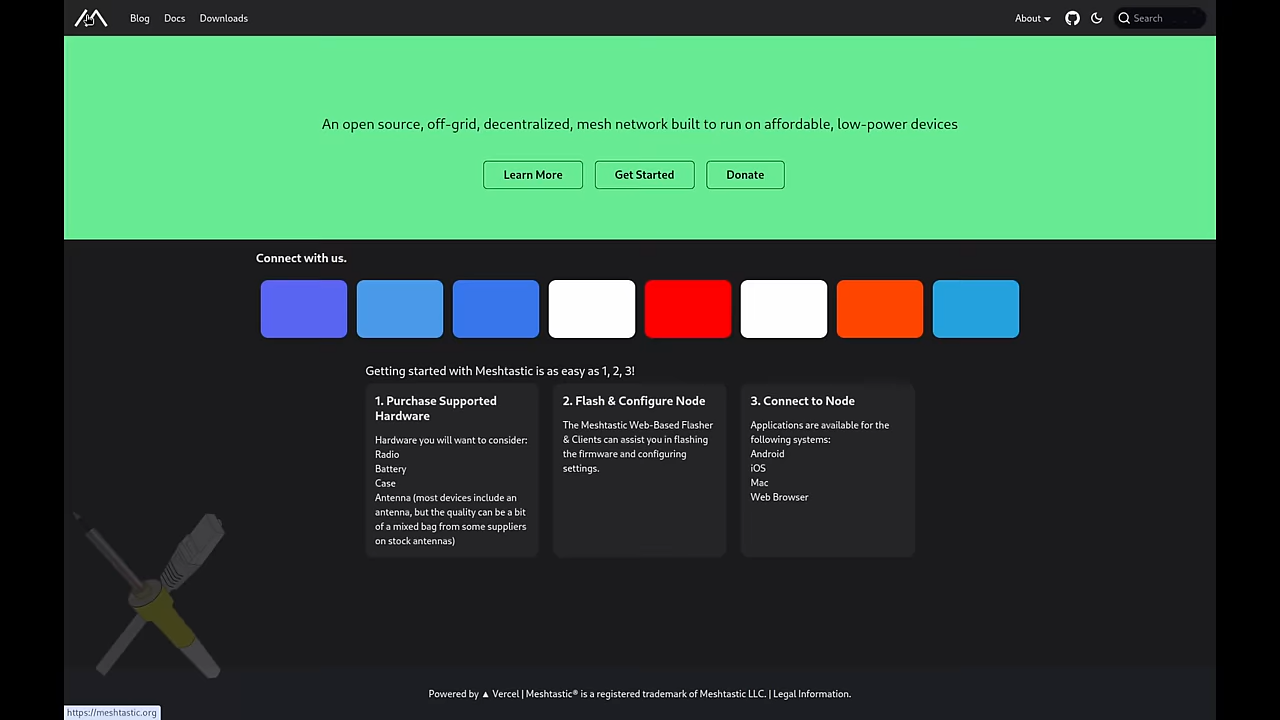 Blog Docs Downloads About Search
An open source, off-grid, decentralized, mesh network built to run on affordable, low-power devices
Learn More Get Started Donate
Connect with us.
Getting started with Meshtastic is as easy as 1, 2, 3!
1. Purchase Supported
Hardware
Hardware you will want to consider:
Radio
Battery
Case
Antenna (most devices include an
antenna, but the quality can be a bit
of a mixed bag from some suppliers
on stock antennas)
2. Flash & Configure Node
The Meshtastic Web-Based Flasher
& Clients can assist you in flashing
the firmware and configuring
settings.
3. Connect to Node
Applications are available for the
following systems:
Android
iOS
Mac
Web Browser
Powered by ▲ Vercel | Meshtastic® is a registered trademark of Meshtastic LLC. | Legal Information.
https://meshtastic.org